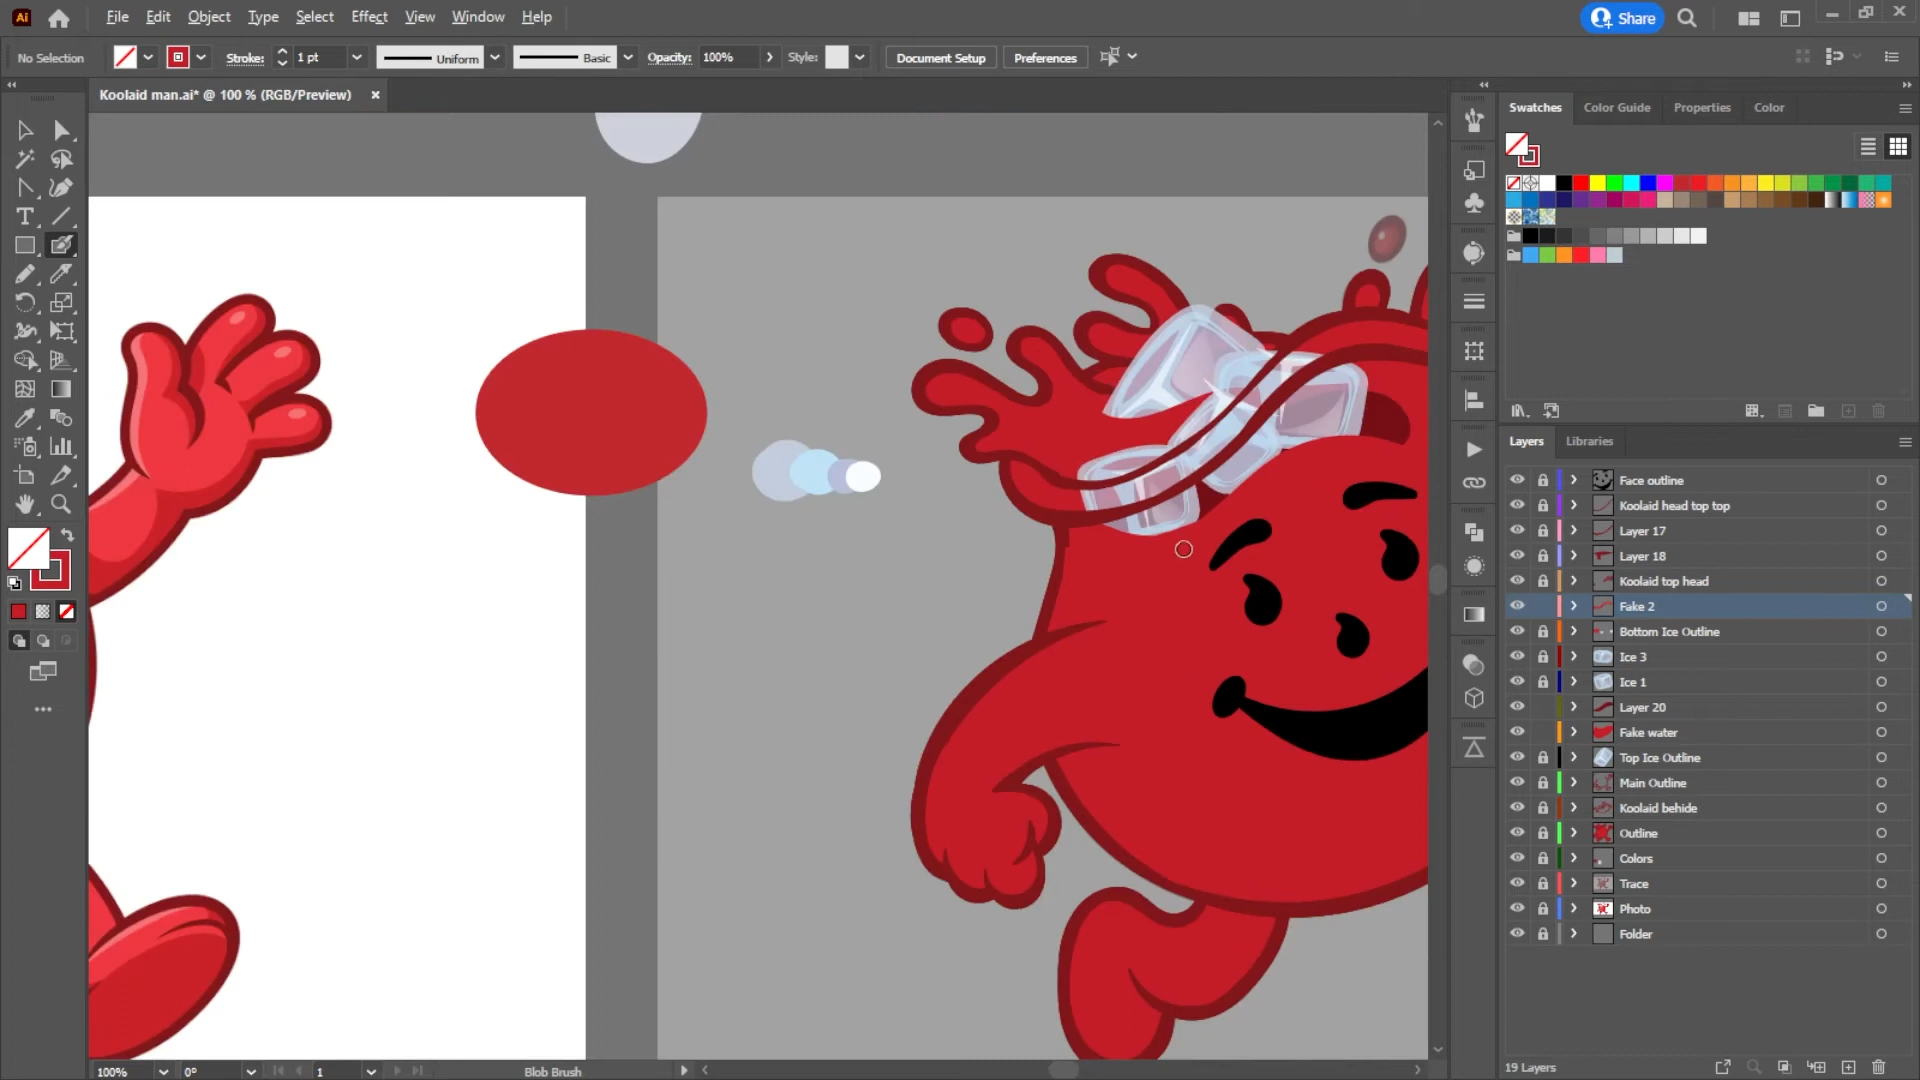 Ai File Edit Object Type Select Effect View Window Help Share
No Selection Stroke: 1 pt Uniform Basic Opacity: 100% Style: Document Setup Preferences
Koolaid man.ai* @ 100 % (RGB/Preview)
Swatches Color Guide Properties Color
Layers Libraries
Face outline
Koolaid head top top
Layer 17
Layer 18
Koolaid top head
Fake 2
Bottom Ice Outline
Ice 3
Ice 1
Layer 20
Fake water
Top Ice Outline
Main Outline
Koolaid behide
Outline
Colors
Trace
Photo
Folder
100% 0° 1 Blob Brush
19 Layers